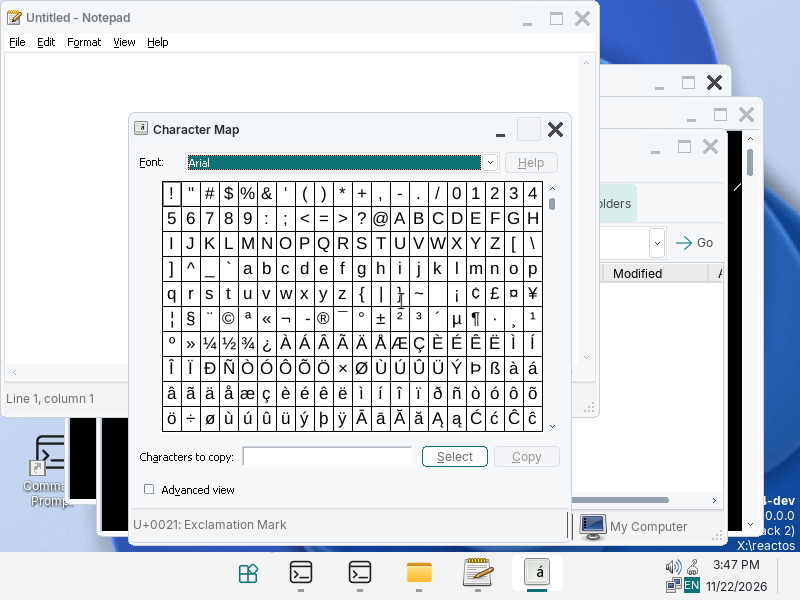 Untitled - Notepad
File Edit Format View Help
Character Map
Font: Arial Help
! " # $ % & ' ( ) * + , - . / 0 1 2 3 4
5 6 7 8 9 : ; < = > ? @ A B C D E F G H
I J K L M N O P Q R S T U V W X Y Z [ \
] ^ _ ` a b c d e f g h i j k l m n o p
q r s t u v w x y z { | } ~ ¡ ¢ £ ¤ ¥
¦ § ¨ © ª « ¬ - ® ¯ ° ± ² ³ ´ µ ¶ · ¸ ¹
º » ¼ ½ ¾ ¿ À Á Â Ã Ä Å Æ Ç È É Ê Ë Ì Í
Î Ï Ð Ñ Ò Ó Ô Õ Ö × Ø Ù Ú Û Ü Ý Þ ß à á
â ã ä å æ ç è é ê ë ì í î ï ð ñ ò ó ô õ
ö ÷ ø ù ú û ü ý þ ÿ Ā ā Ă ă Ą ą Ć ć Ĉ ĉ
Characters to copy: Select Copy
Advanced view
U+0021: Exclamation Mark
Line 1, column 1
olders
Go
Modified
My Computer
Comma
Promp
4-dev
0.0.0
ack 2)
X:\reactos
á
EN
3:47 PM
11/22/2026